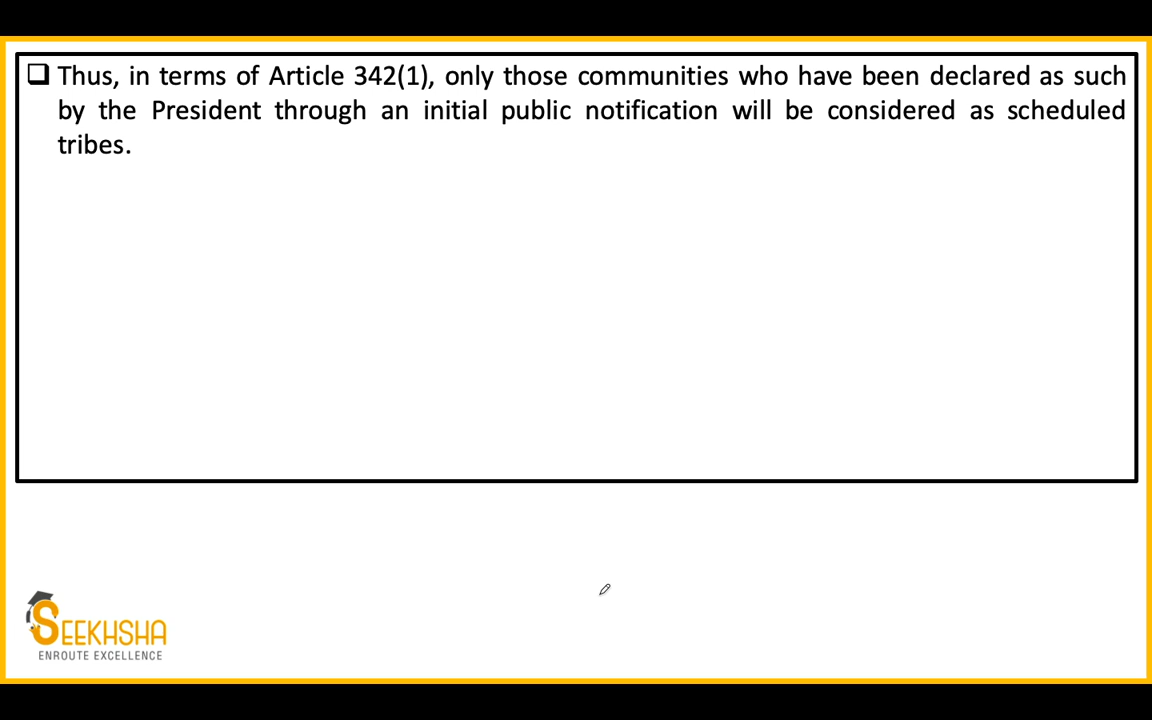 Thus, in terms of Article 342(1), only those communities who have been declared as such
by the President through an initial public notification will be considered as scheduled
tribes.
SEEKHSHA
ENROUTE EXCELLENCE